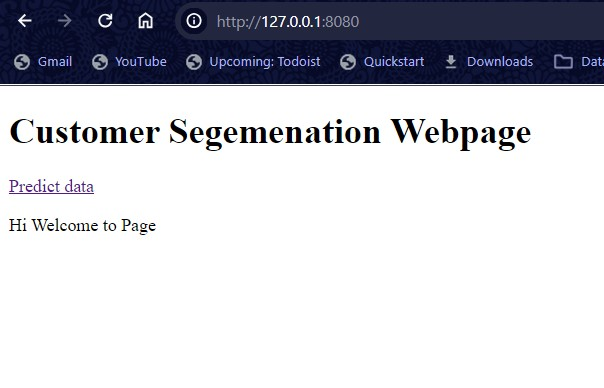 http://127.0.0.1:8080
Gmail YouTube Upcoming: Todoist Quickstart Downloads Data
Customer Segemenation Webpage
Predict data
Hi Welcome to Page